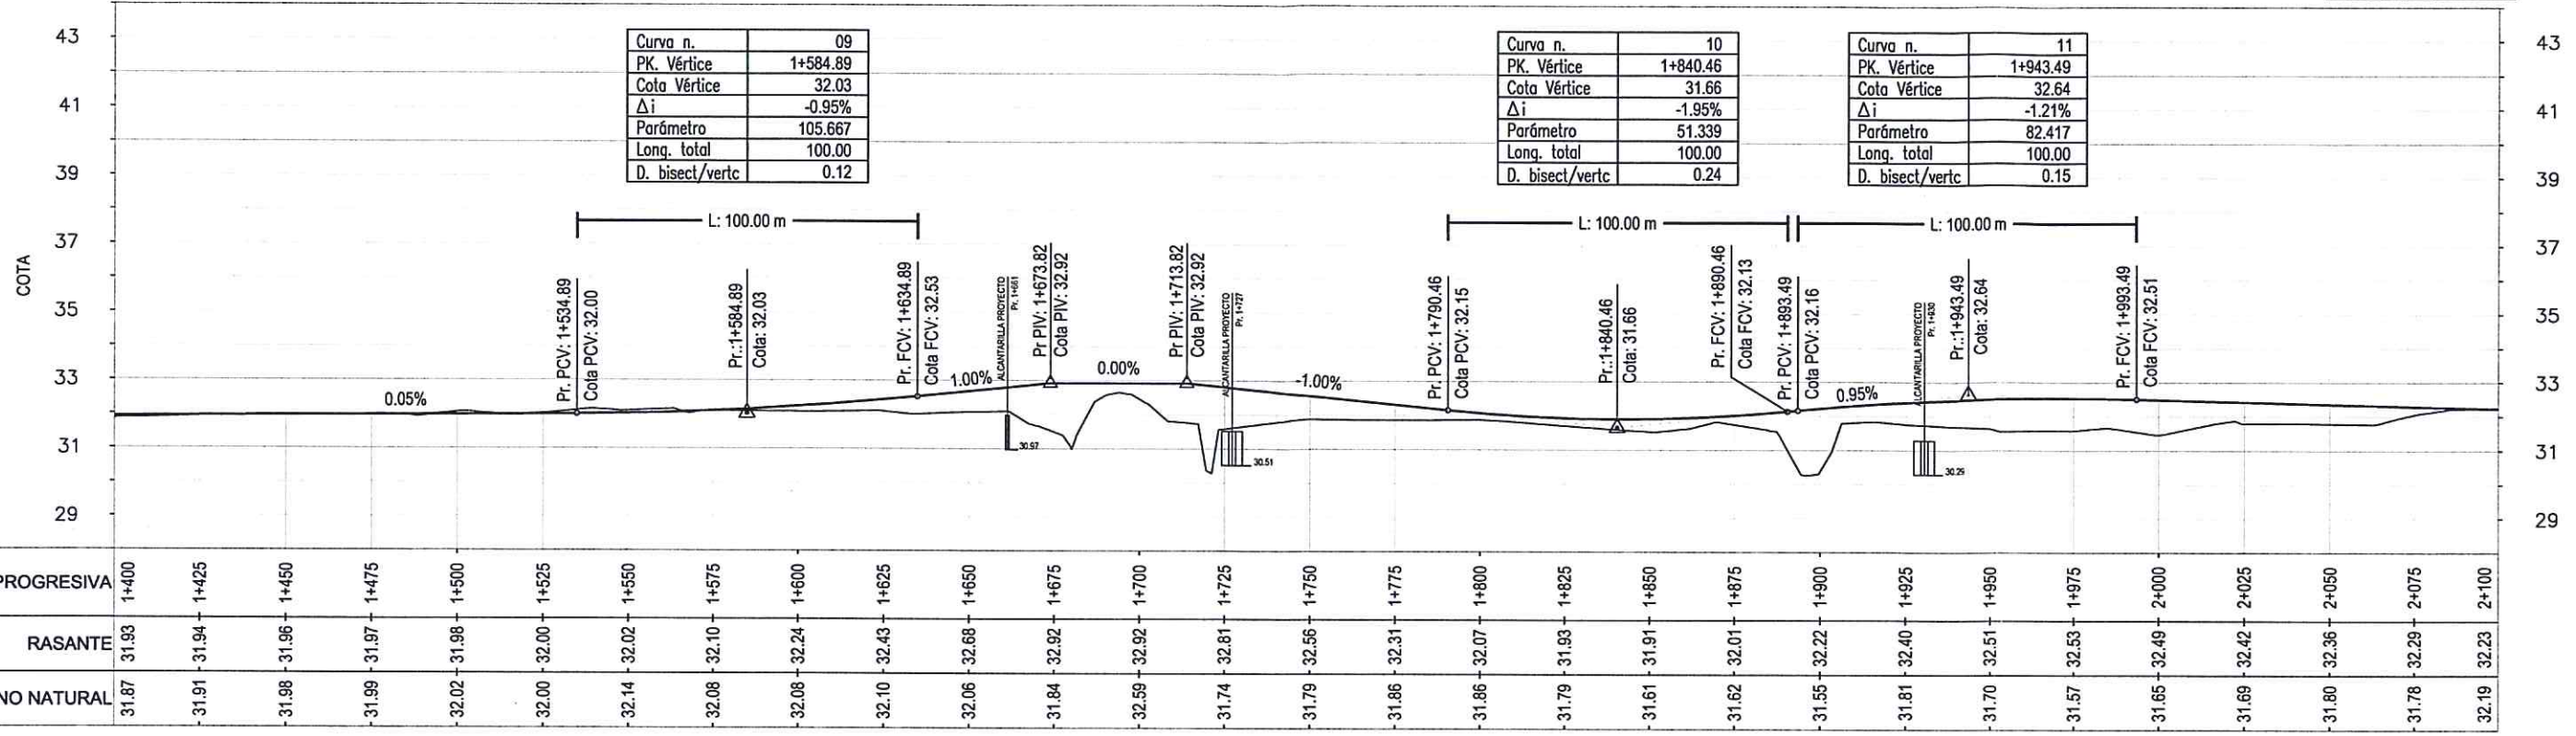 Curva n. 09
PK. Vértice 1+584.89
Cota Vértice 32.03
Δi -0.95%
Parámetro 105.667
Long. total 100.00
D. bisect/vertc 0.12
Curva n. 10
PK. Vértice 1+840.46
Cota Vértice 31.66
Δi -1.95%
Parámetro 51.339
Long. total 100.00
D. bisect/vertc 0.24
Curva n. 11
PK. Vértice 1+943.49
Cota Vértice 32.64
Δi -1.21%
Parámetro 82.417
Long. total 100.00
D. bisect/vertc 0.15
COTA
43
41
39
37
35
33
31
29
43
41
39
37
35
33
31
29
L: 100.00 m
L: 100.00 m
L: 100.00 m
0.05%
Pr. PCV: 1+534.89
Cota PCV: 32.00
Pr.:1+584.89
Cota: 32.03
Pr. FCV: 1+634.89
Cota FCV: 32.53
1.00%
ALCANTARILLA PROYECTO
Pr. 1+661
30.97
Pr PIV: 1+673.82
Cota PIV: 32.92
0.00%
Pr PIV: 1+713.82
Cota PIV: 32.92
ALCANTARILLA PROYECTO
Pr. 1+727
30.51
-1.00%
Pr. PCV: 1+790.46
Cota PCV: 32.15
Pr.:1+840.46
Cota: 31.66
Pr. FCV: 1+890.46
Cota FCV: 32.13
Pr. PCV: 1+893.49
Cota PCV: 32.16
0.95%
ALCANTARILLA PROYECTO
Pr. 1+930
30.29
Pr.:1+943.49
Cota: 32.64
Pr. FCV: 1+993.49
Cota FCV: 32.51
PROGRESIVA 1+400 1+425 1+450 1+475 1+500 1+525 1+550 1+575 1+600 1+625 1+650 1+675 1+700 1+725 1+750 1+775 1+800 1+825 1+850 1+875 1+900 1+925 1+950 1+975 2+000 2+025 2+050 2+075 2+100
RASANTE 31.93 31.94 31.96 31.97 31.98 32.00 32.02 32.10 32.24 32.43 32.68 32.92 32.92 32.81 32.56 32.31 32.07 31.93 31.91 32.01 32.22 32.40 32.51 32.53 32.49 32.42 32.36 32.29 32.23
NO NATURAL 31.87 31.91 31.98 31.99 32.02 32.00 32.14 32.08 32.08 32.10 32.06 31.84 32.59 31.74 31.79 31.86 31.86 31.79 31.61 31.62 31.55 31.81 31.70 31.57 31.65 31.69 31.80 31.78 32.19